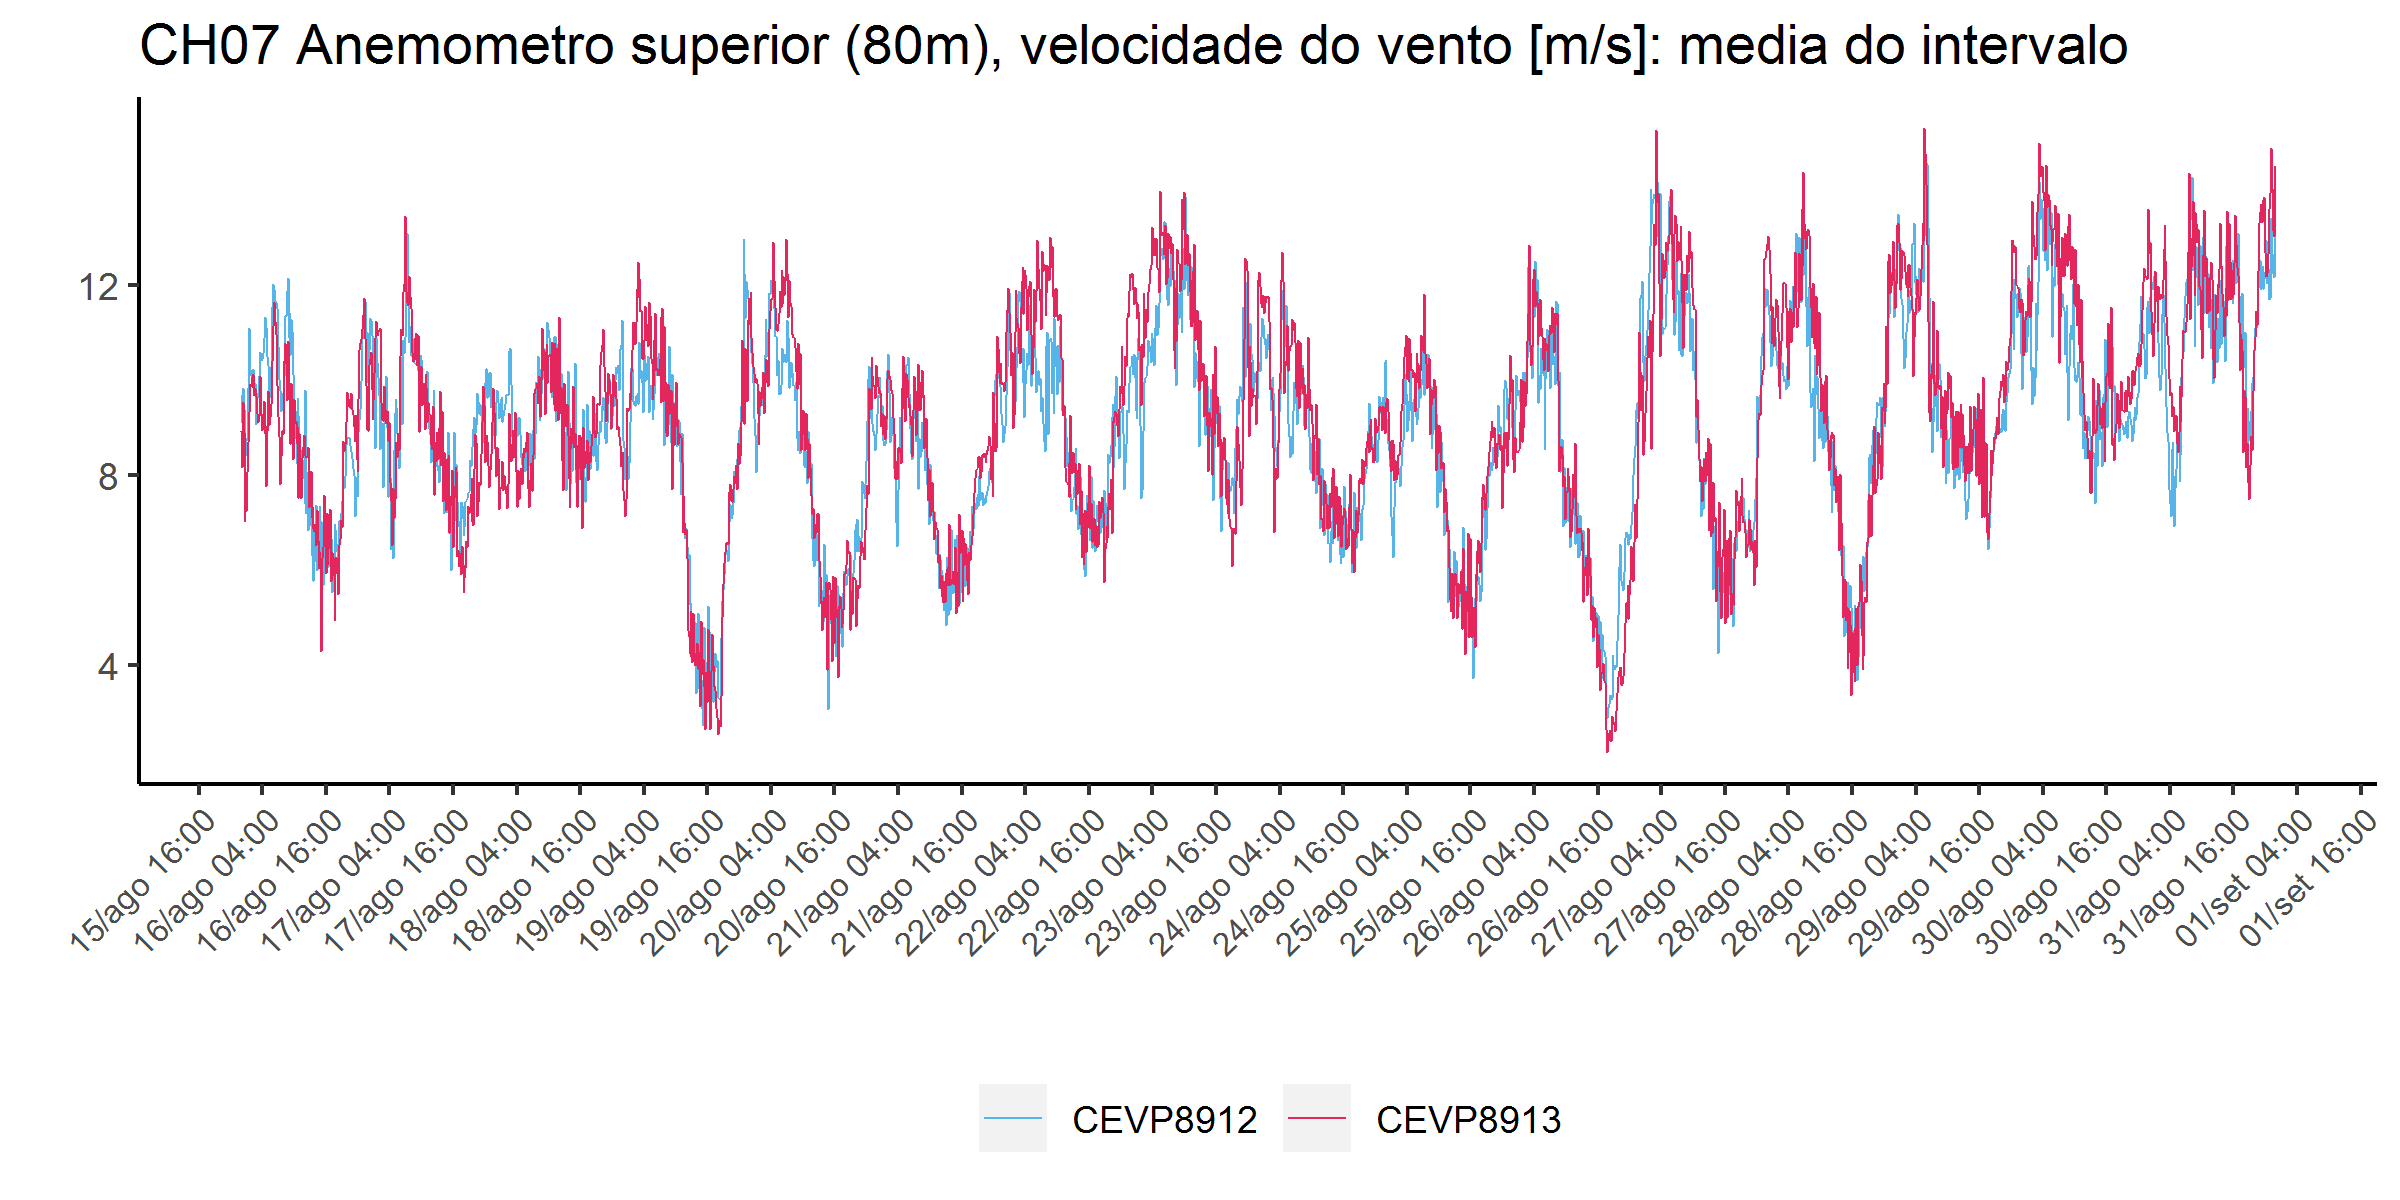 CH07 Anemometro superior (80m), velocidade do vento [m/s]: media do intervalo
12
8
4
15/ago 16:00
16/ago 04:00
16/ago 16:00
17/ago 04:00
17/ago 16:00
18/ago 04:00
18/ago 16:00
19/ago 04:00
19/ago 16:00
20/ago 04:00
20/ago 16:00
21/ago 04:00
21/ago 16:00
22/ago 04:00
22/ago 16:00
23/ago 04:00
23/ago 16:00
24/ago 04:00
24/ago 16:00
25/ago 04:00
25/ago 16:00
26/ago 04:00
26/ago 16:00
27/ago 04:00
27/ago 16:00
28/ago 04:00
28/ago 16:00
29/ago 04:00
29/ago 16:00
30/ago 04:00
30/ago 16:00
31/ago 04:00
31/ago 16:00
01/set 04:00
01/set 16:00
CEVP8912
CEVP8913